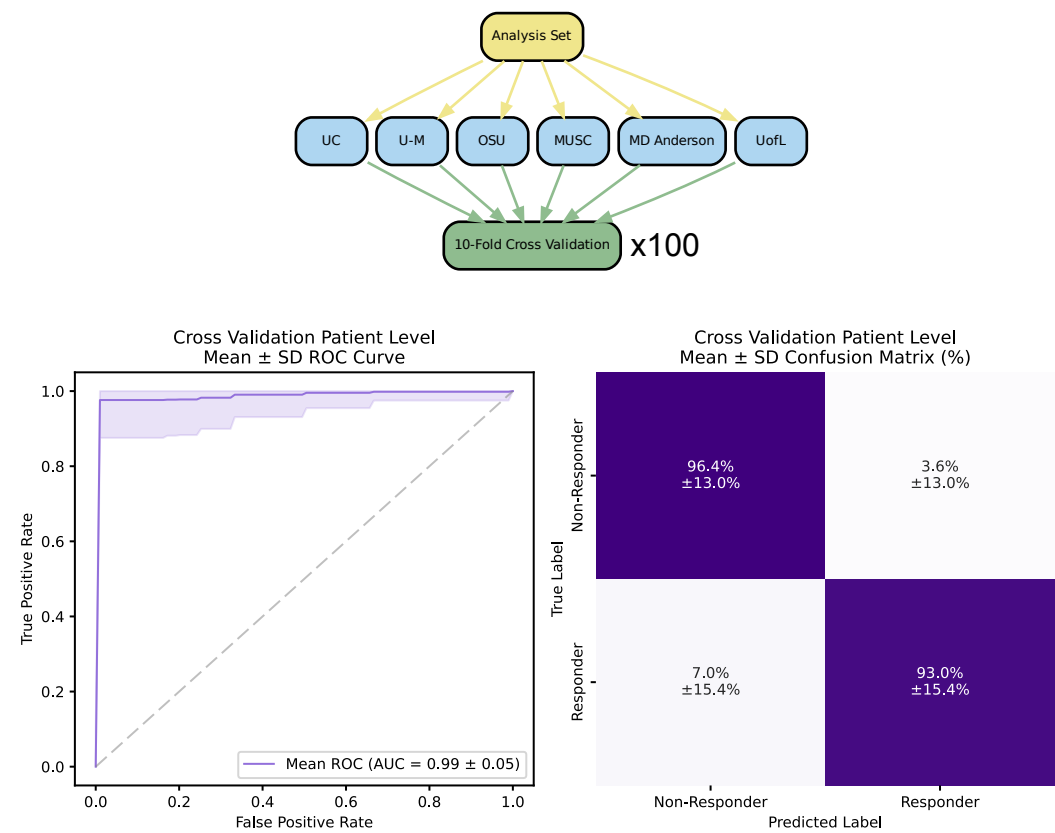 Analysis Set
UC
U-M
OSU
MUSC
MD Anderson
UofL
10-Fold Cross Validation
x100
Cross Validation Patient Level
Mean ± SD ROC Curve
True Positive Rate
1.0
0.8
0.6
0.4
0.2
0.0
Mean ROC (AUC = 0.99 ± 0.05)
0.0
0.2
0.4
0.6
0.8
1.0
False Positive Rate
Cross Validation Patient Level
Mean ± SD Confusion Matrix (%)
True Label
Non-Responder
Responder
96.4%
±13.0%
3.6%
±13.0%
7.0%
±15.4%
93.0%
±15.4%
Non-Responder
Responder
Predicted Label